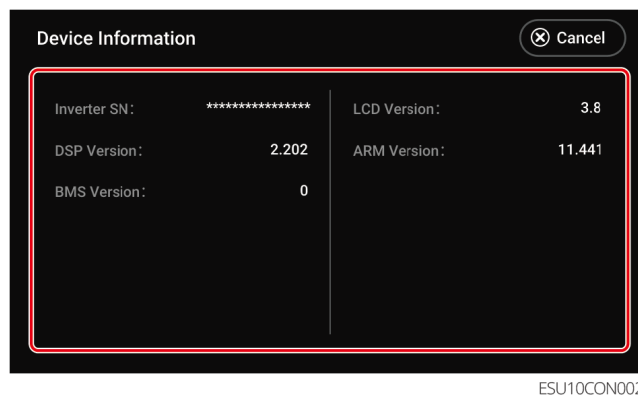 Device Information
Cancel
Inverter SN: ****************
DSP Version: 2.202
BMS Version: 0
LCD Version: 3.8
ARM Version: 11.441
ESU10CON002